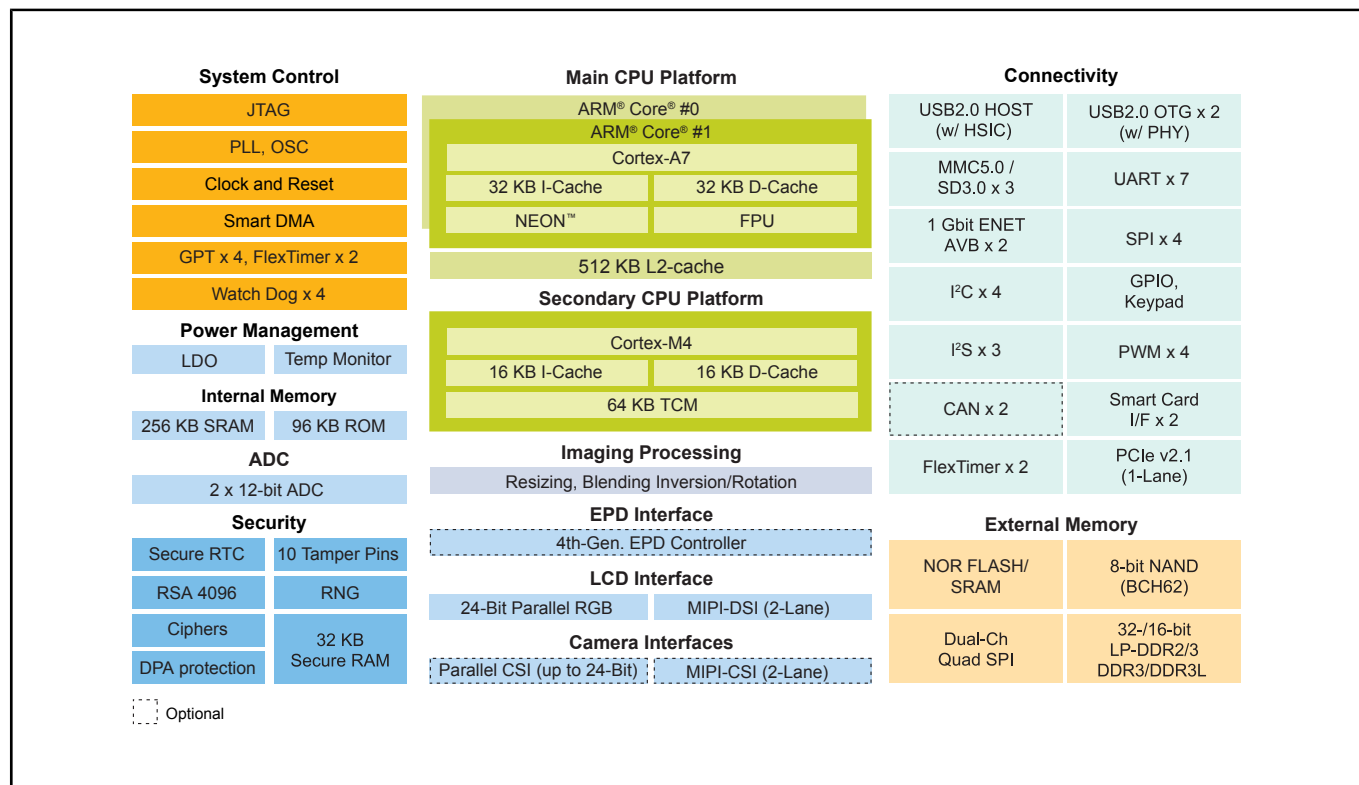 System Control
JTAG
PLL, OSC
Clock and Reset
Smart DMA
GPT x 4, FlexTimer x 2
Watch Dog x 4
Power Management
LDO
Temp Monitor
Internal Memory
256 KB SRAM
96 KB ROM
ADC
2 x 12-bit ADC
Security
Secure RTC
10 Tamper Pins
RSA 4096
RNG
Ciphers
32 KB
Secure RAM
DPA protection
Optional
Main CPU Platform
ARM® Core® #0
ARM® Core® #1
Cortex-A7
32 KB I-Cache
32 KB D-Cache
NEON™
FPU
512 KB L2-cache
Secondary CPU Platform
Cortex-M4
16 KB I-Cache
16 KB D-Cache
64 KB TCM
Imaging Processing
Resizing, Blending Inversion/Rotation
EPD Interface
4th-Gen. EPD Controller
LCD Interface
24-Bit Parallel RGB
MIPI-DSI (2-Lane)
Camera Interfaces
Parallel CSI (up to 24-Bit)
MIPI-CSI (2-Lane)
Connectivity
USB2.0 HOST
(w/ HSIC)
USB2.0 OTG x 2
(w/ PHY)
MMC5.0 /
SD3.0 x 3
UART x 7
1 Gbit ENET
AVB x 2
SPI x 4
I²C x 4
GPIO,
Keypad
I²S x 3
PWM x 4
CAN x 2
Smart Card
I/F x 2
FlexTimer x 2
PCIe v2.1
(1-Lane)
External Memory
NOR FLASH/
SRAM
8-bit NAND
(BCH62)
Dual-Ch
Quad SPI
32-/16-bit
LP-DDR2/3
DDR3/DDR3L